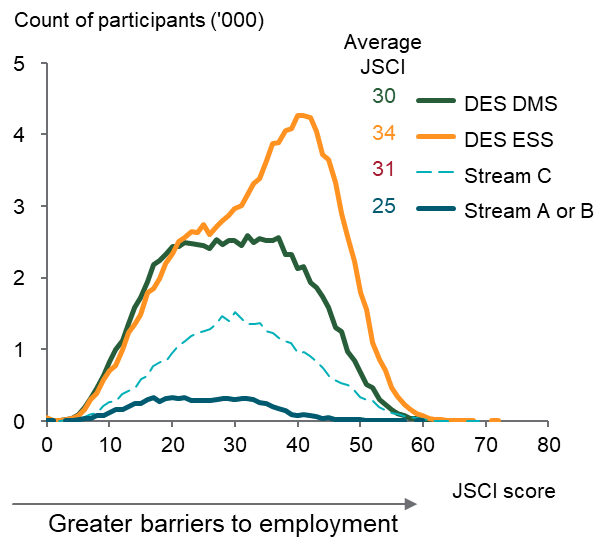 Count of participants ('000)
Average
JSCI
30 DES DMS
34 DES ESS
31 Stream C
25 Stream A or B
5
4
3
2
1
0
0 10 20 30 40 50 60 70 80
JSCI score
Greater barriers to employment